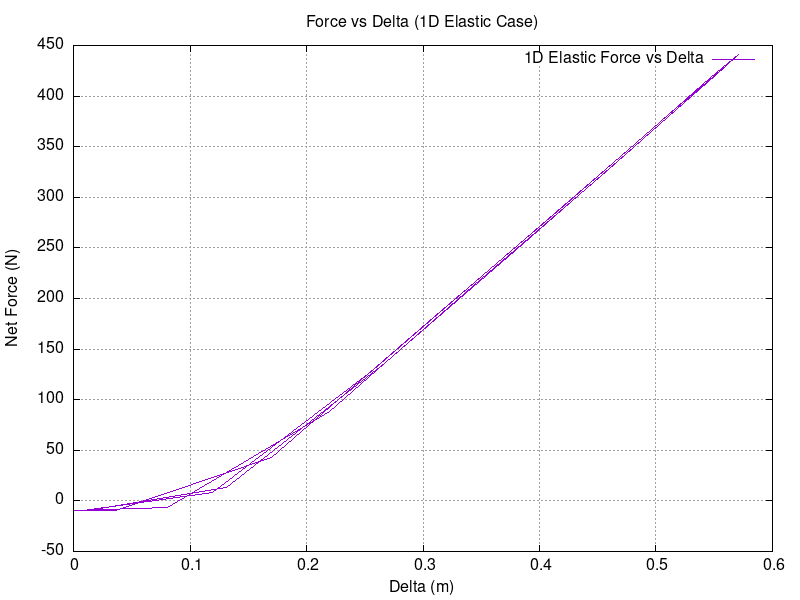 Force vs Delta (1D Elastic Case)
450
1D Elastic Force vs Delta
400
350
300
250
200
150
100
50
0
-50
Net Force (N)
0 0.1 0.2 0.3 0.4 0.5 0.6
Delta (m)